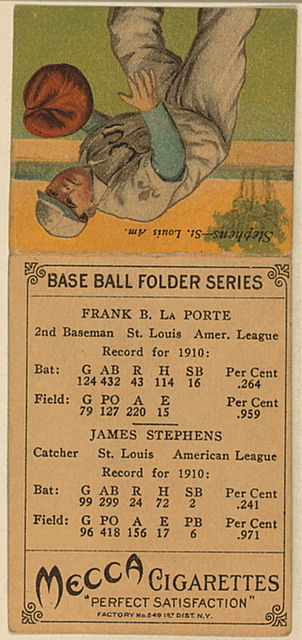 Stephens—St. Louis Am.
BASE BALL FOLDER SERIES
FRANK B. LA PORTE
2nd Baseman St. Louis Amer. League
Record for 1910:
Bat: G AB R H SB Per Cent
124 432 43 114 16 .264
Field: G PO A E Per Cent
79 127 220 15 .959
JAMES STEPHENS
Catcher St. Louis American League
Record for 1910:
Bat: G AB R H SB Per Cent
99 299 24 72 2 .241
Field: G PO A E PB Per Cent
96 418 156 17 6 .971
MECCA CIGARETTES
"PERFECT SATISFACTION"
FACTORY No. 649 1ST DIST. N.Y.